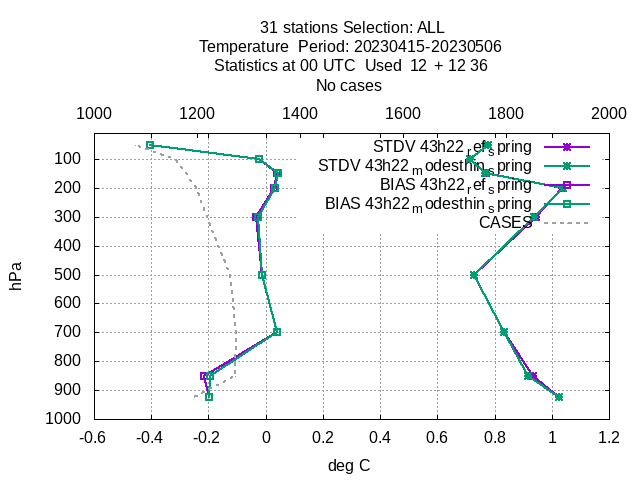 31 stations Selection: ALL
Temperature  Period: 20230415-20230506
Statistics at 00 UTC  Used  12 + 12 36
No cases
1000 1200 1400 1600 1800 2000
STDV 43h22_ref_spring
STDV 43h22_modesthin_spring
BIAS 43h22_ref_spring
BIAS 43h22_modesthin_spring
CASES
100
200
300
400
500
600
700
800
900
1000
hPa
-0.6 -0.4 -0.2 0 0.2 0.4 0.6 0.8 1 1.2
deg C